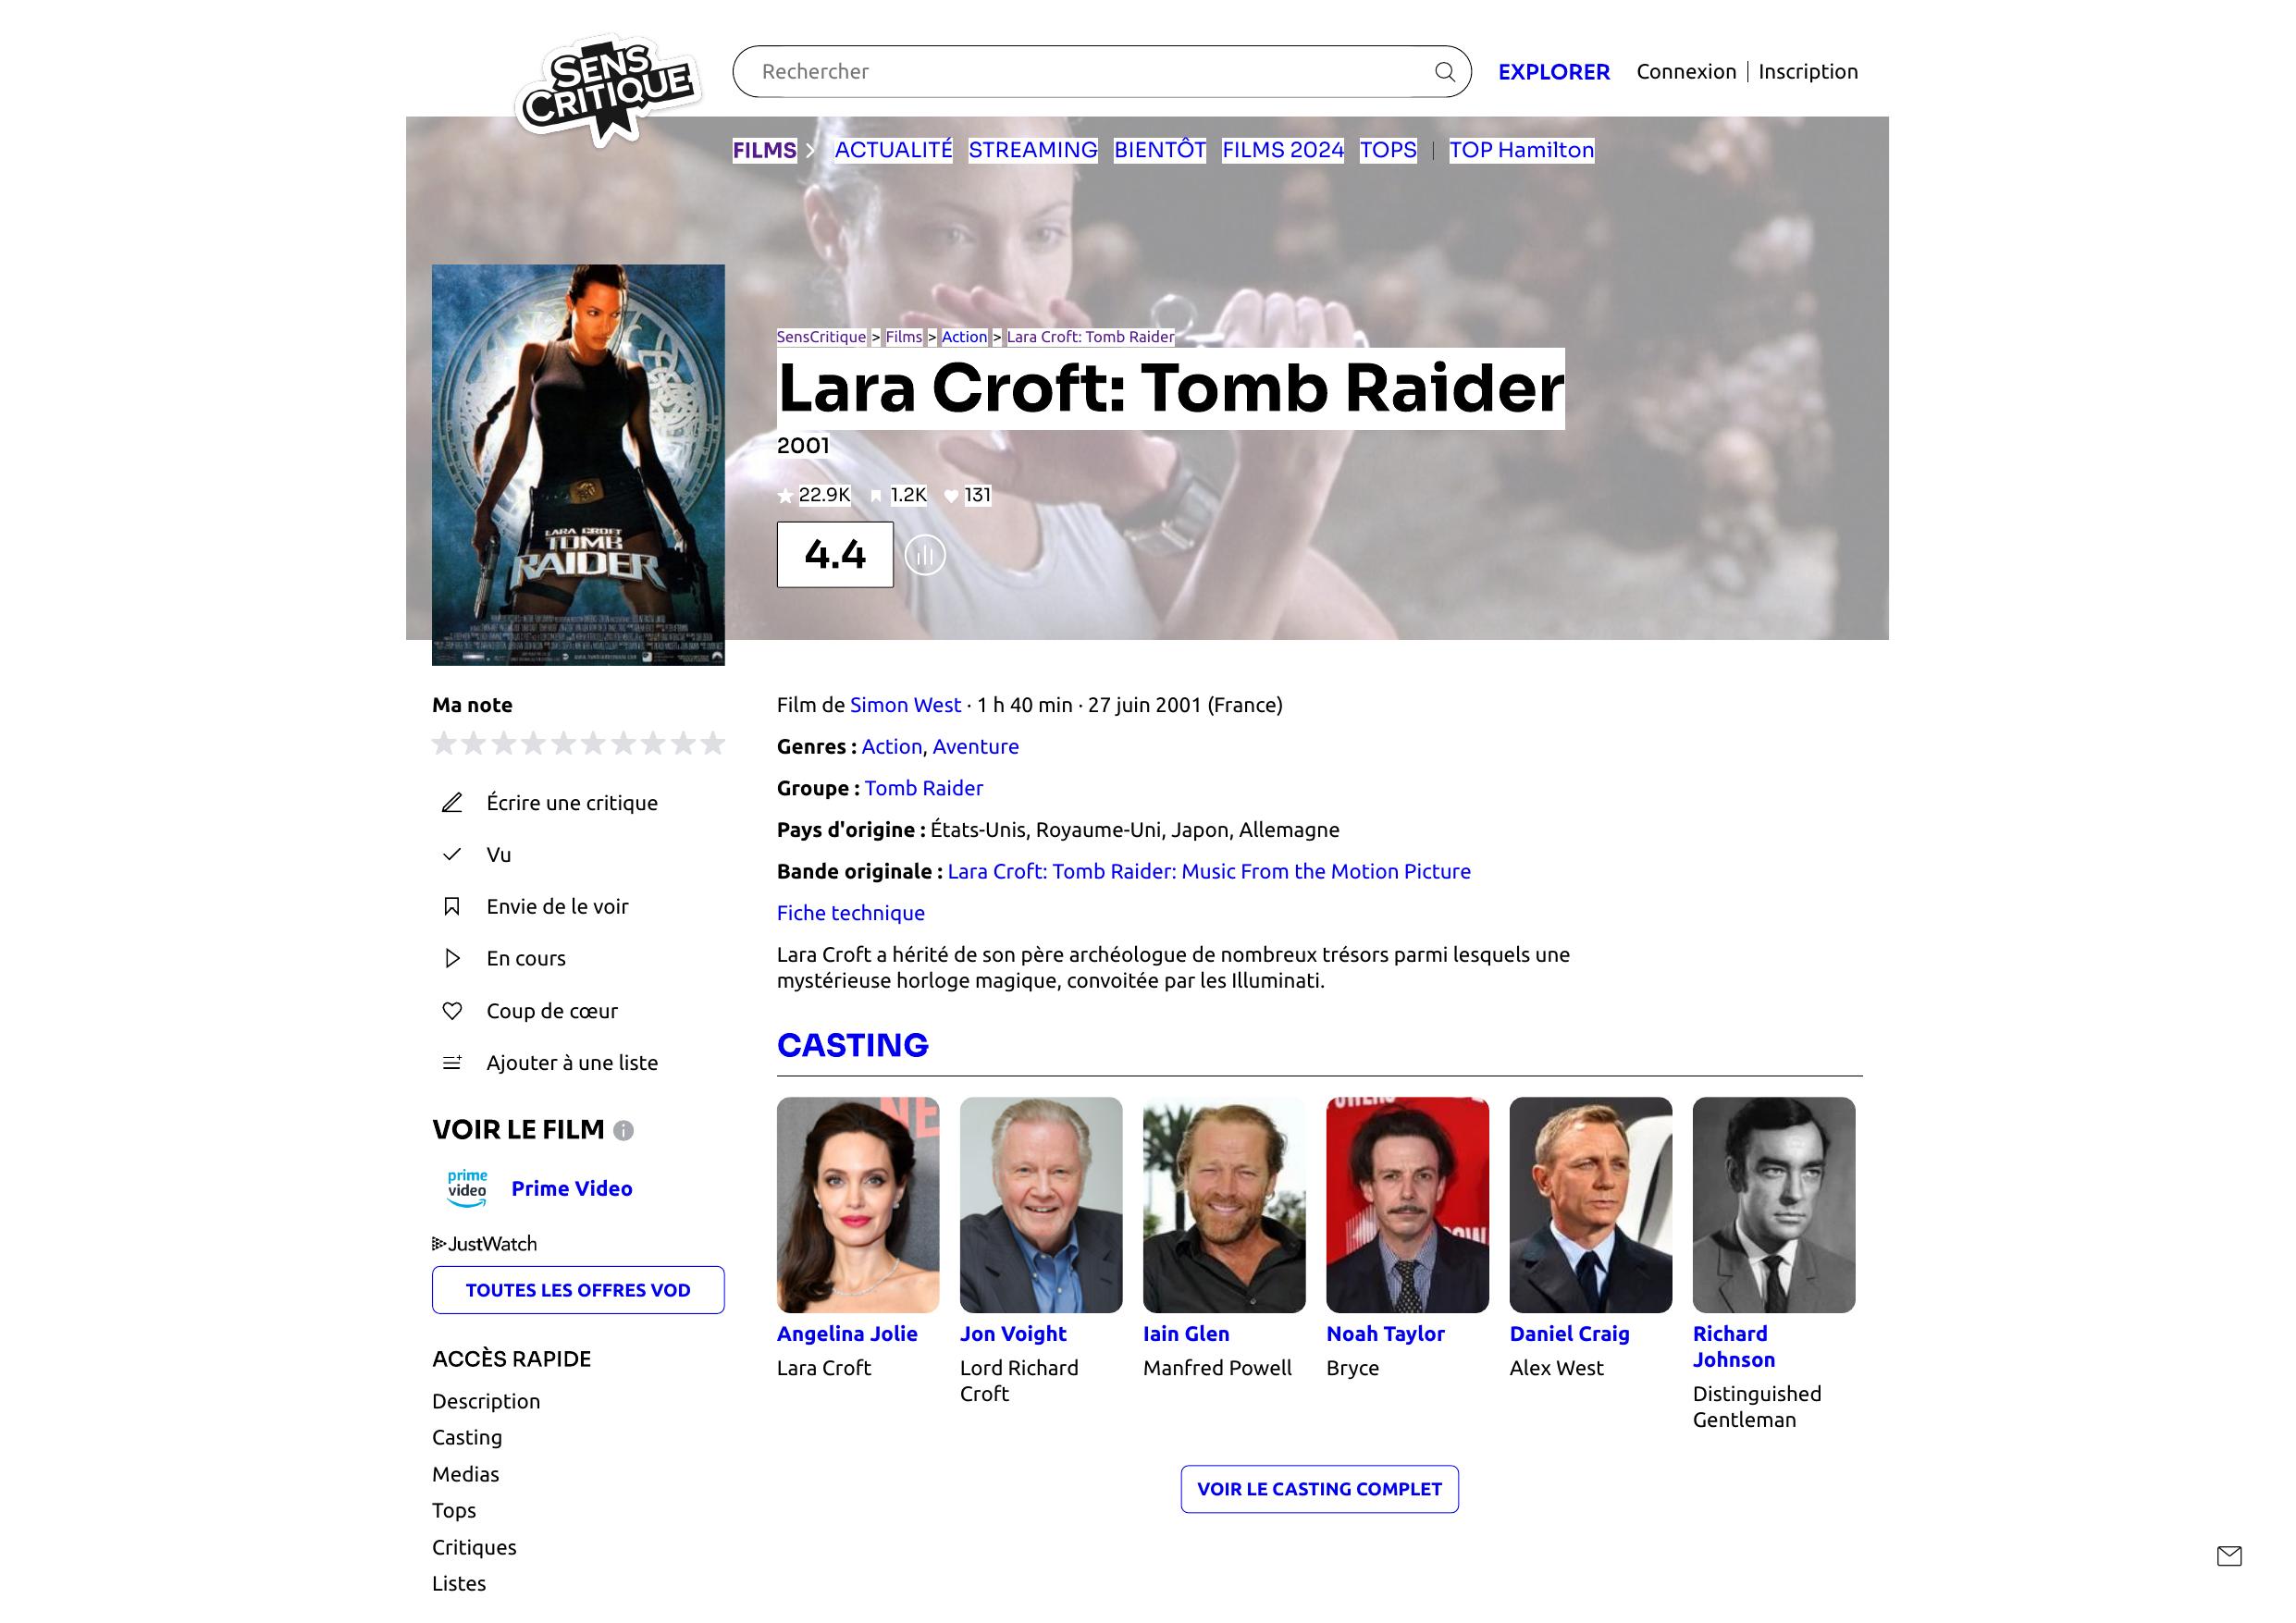 SENS
CRITIQUE
Rechercher
EXPLORER
Connexion | Inscription
FILMS
ACTUALITÉ
STREAMING
BIENTÔT
FILMS 2024
TOPS
TOP Hamilton
LARA CROFT
TOMB
RAIDER
SensCritique > Films > Action > Lara Croft: Tomb Raider
Lara Croft: Tomb Raider
2001
22.9K 1.2K 131
4.4
Ma note
Écrire une critique
Vu
Envie de le voir
En cours
Coup de cœur
Ajouter à une liste
VOIR LE FILM
prime
video
Prime Video
JustWatch
TOUTES LES OFFRES VOD
ACCÈS RAPIDE
Description
Casting
Medias
Tops
Critiques
Listes
Film de Simon West · 1 h 40 min · 27 juin 2001 (France)
Genres : Action, Aventure
Groupe : Tomb Raider
Pays d'origine : États-Unis, Royaume-Uni, Japon, Allemagne
Bande originale : Lara Croft: Tomb Raider: Music From the Motion Picture
Fiche technique
Lara Croft a hérité de son père archéologue de nombreux trésors parmi lesquels une
mystérieuse horloge magique, convoitée par les Illuminati.
CASTING
Angelina Jolie
Lara Croft
Jon Voight
Lord Richard
Croft
Iain Glen
Manfred Powell
Noah Taylor
Bryce
Daniel Craig
Alex West
Richard
Johnson
Distinguished
Gentleman
VOIR LE CASTING COMPLET